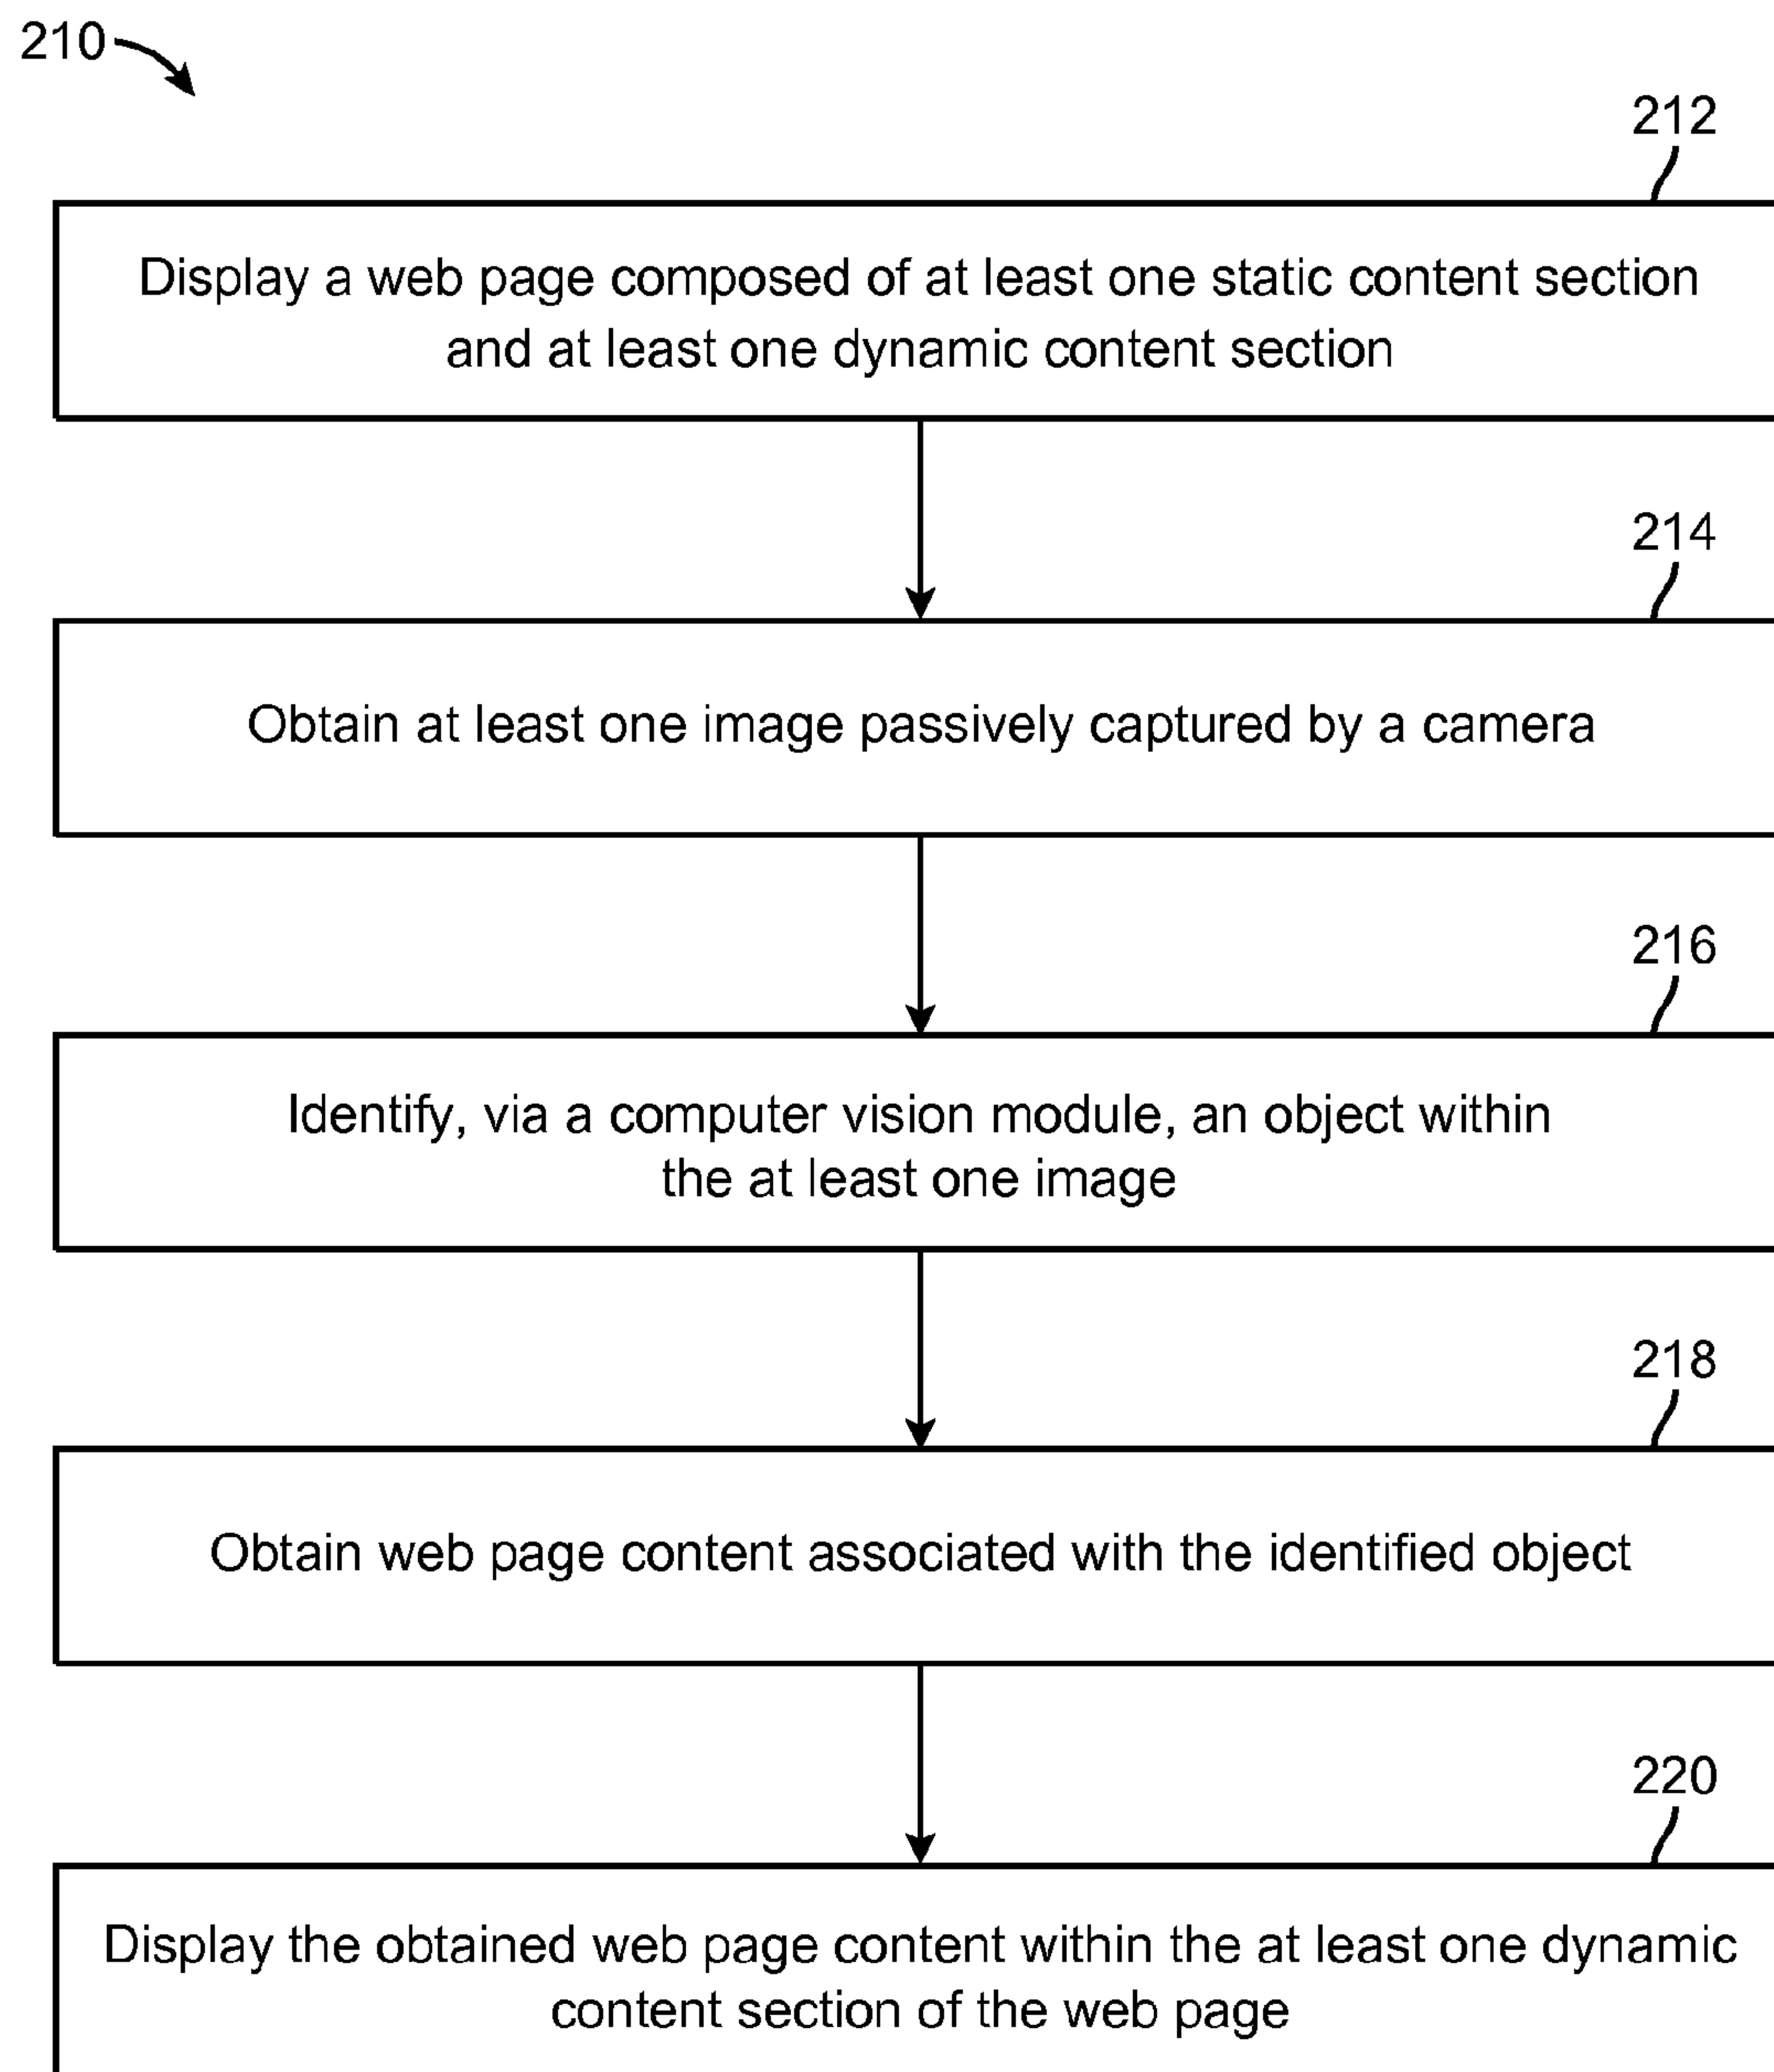 210
212
Display a web page composed of at least one static content section
and at least one dynamic content section
214
Obtain at least one image passively captured by a camera
216
Identify, via a computer vision module, an object within
the at least one image
218
Obtain web page content associated with the identified object
220
Display the obtained web page content within the at least one dynamic
content section of the web page